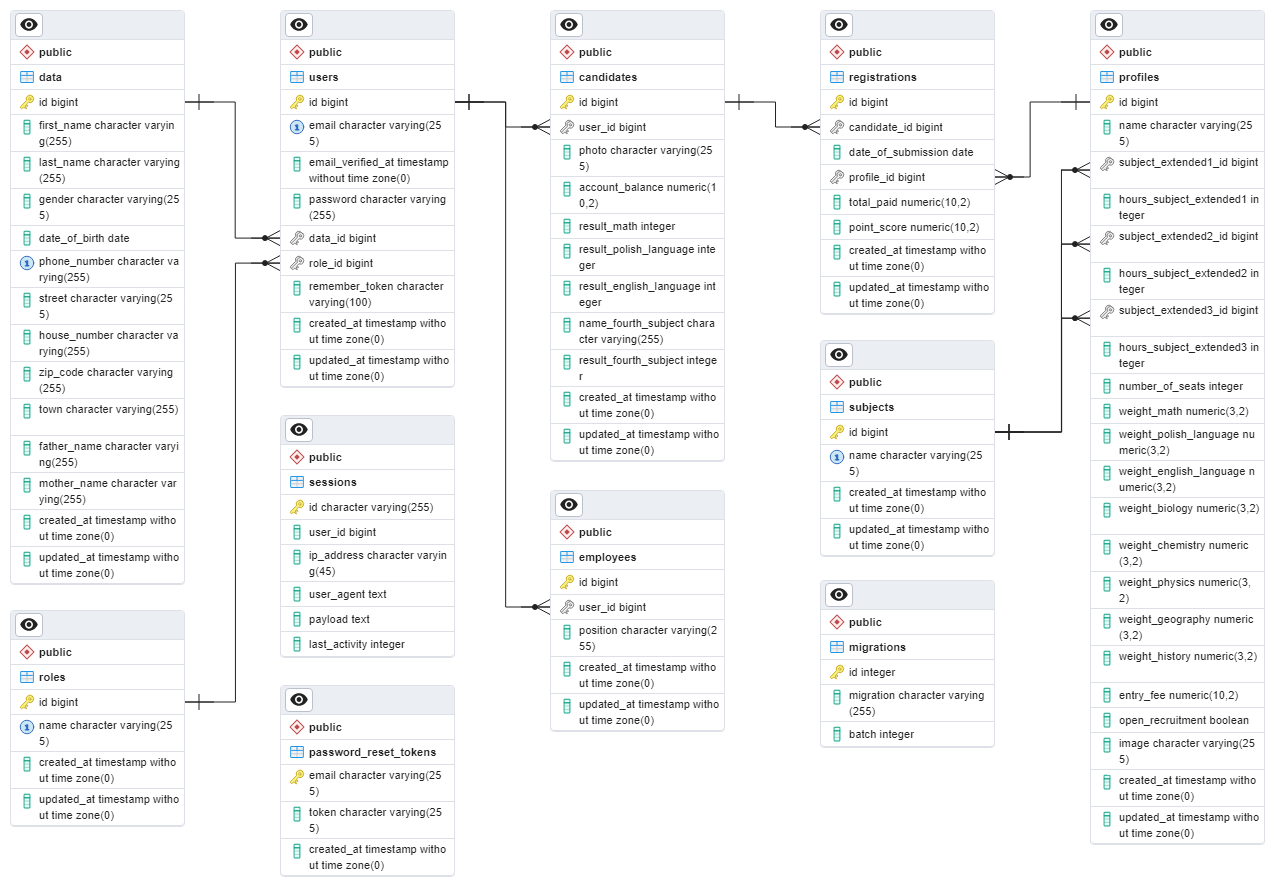 public
data
id bigint
first_name character varyin
g(255)
last_name character varying
(255)
gender character varying(25
5)
date_of_birth date
phone_number character va
rying(255)
street character varying(25
5)
house_number character va
rying(255)
zip_code character varying
(255)
town character varying(255)
father_name character varyi
ng(255)
mother_name character var
ying(255)
created_at timestamp witho
ut time zone(0)
updated_at timestamp witho
ut time zone(0)
public
roles
id bigint
name character varying(25
5)
created_at timestamp witho
ut time zone(0)
updated_at timestamp witho
ut time zone(0)
public
users
id bigint
email character varying(25
5)
email_verified_at timestamp
without time zone(0)
password character varying
(255)
data_id bigint
role_id bigint
remember_token character
varying(100)
created_at timestamp witho
ut time zone(0)
updated_at timestamp witho
ut time zone(0)
public
sessions
id character varying(255)
user_id bigint
ip_address character varyin
g(45)
user_agent text
payload text
last_activity integer
public
password_reset_tokens
email character varying(25
5)
token character varying(25
5)
created_at timestamp witho
ut time zone(0)
public
candidates
id bigint
user_id bigint
photo character varying(25
5)
account_balance numeric(1
0,2)
result_math integer
result_polish_language inte
ger
result_english_language int
eger
name_fourth_subject chara
cter varying(255)
result_fourth_subject intege
r
created_at timestamp witho
ut time zone(0)
updated_at timestamp witho
ut time zone(0)
public
employees
id bigint
user_id bigint
position character varying(2
55)
created_at timestamp witho
ut time zone(0)
updated_at timestamp witho
ut time zone(0)
public
registrations
id bigint
candidate_id bigint
date_of_submission date
profile_id bigint
total_paid numeric(10,2)
point_score numeric(10,2)
created_at timestamp witho
ut time zone(0)
updated_at timestamp witho
ut time zone(0)
public
subjects
id bigint
name character varying(25
5)
created_at timestamp witho
ut time zone(0)
updated_at timestamp witho
ut time zone(0)
public
migrations
id integer
migration character varying
(255)
batch integer
public
profiles
id bigint
name character varying(25
5)
subject_extended1_id bigint
hours_subject_extended1 in
teger
subject_extended2_id bigint
hours_subject_extended2 in
teger
subject_extended3_id bigint
hours_subject_extended3 in
teger
number_of_seats integer
weight_math numeric(3,2)
weight_polish_language nu
meric(3,2)
weight_english_language n
umeric(3,2)
weight_biology numeric(3,2)
weight_chemistry numeric
(3,2)
weight_physics numeric(3,
2)
weight_geography numeric
(3,2)
weight_history numeric(3,2)
entry_fee numeric(10,2)
open_recruitment boolean
image character varying(25
5)
created_at timestamp witho
ut time zone(0)
updated_at timestamp witho
ut time zone(0)